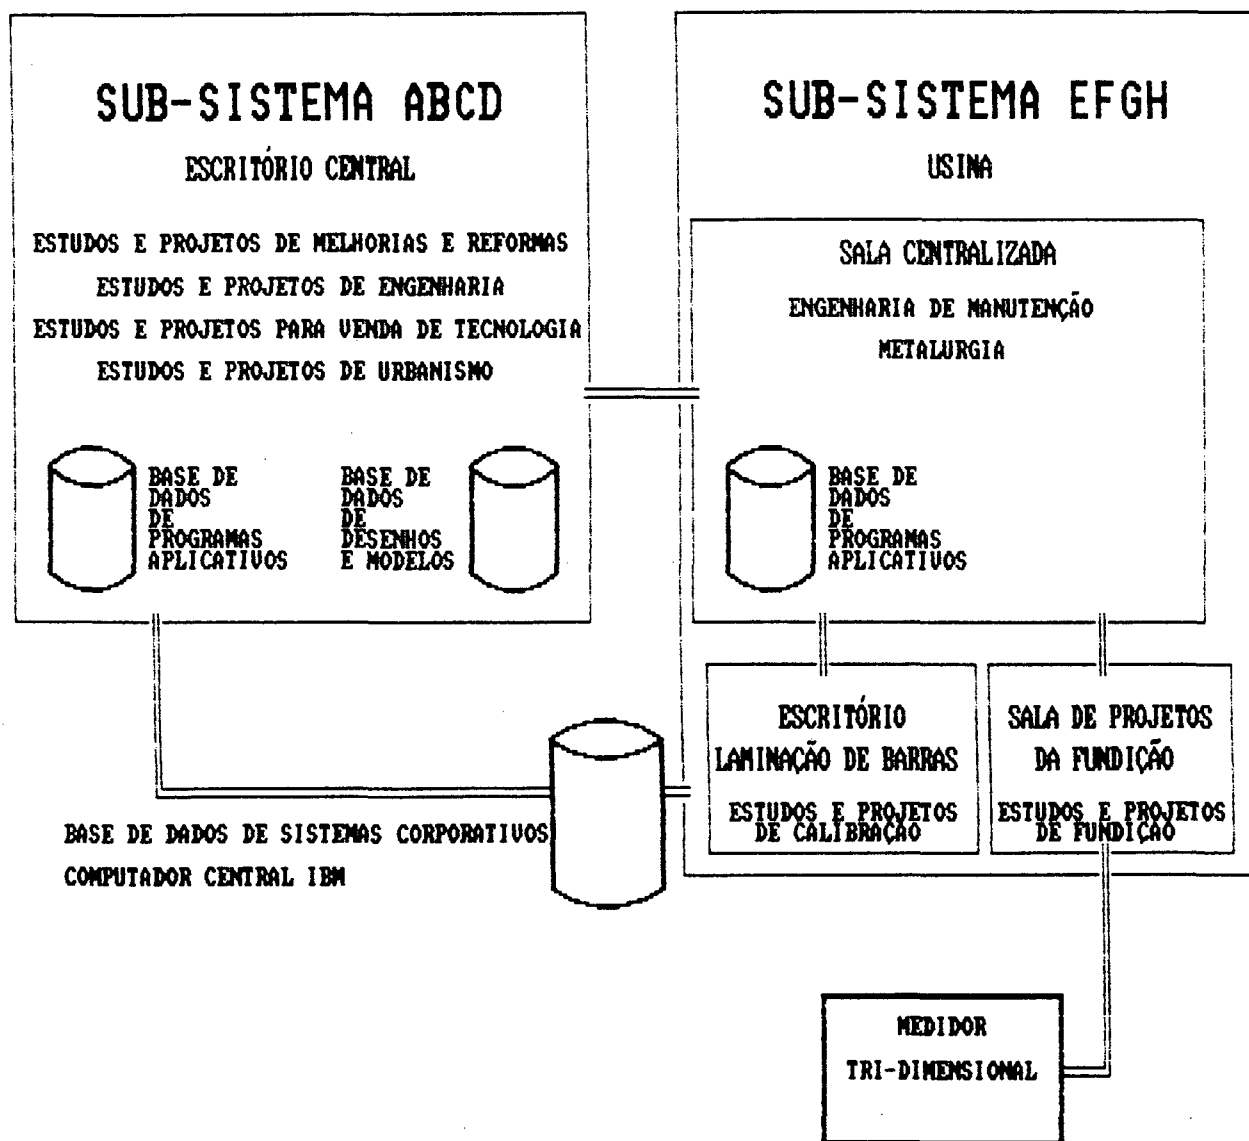 SUB-SISTEMA ABCD
ESCRITÓRIO CENTRAL
ESTUDOS E PROJETOS DE MELHORIAS E REFORMAS
ESTUDOS E PROJETOS DE ENGENHARIA
ESTUDOS E PROJETOS PARA VENDA DE TECNOLOGIA
ESTUDOS E PROJETOS DE URBANISMO
BASE DE
DADOS
DE
PROGRAMAS
APLICATIVOS
BASE DE
DADOS
DE
DESENHOS
E MODELOS
SUB-SISTEMA EFGH
USINA
SALA CENTRALIZADA
ENGENHARIA DE MANUTENÇÃO
METALURGIA
BASE DE
DADOS
DE
PROGRAMAS
APLICATIVOS
ESCRITÓRIO
LAMINAÇÃO DE BARRAS
ESTUDOS E PROJETOS
DE CALIBRAÇÃO
SALA DE PROJETOS
DA FUNDIÇÃO
ESTUDOS E PROJETOS
DE FUNDIÇÃO
BASE DE DADOS DE SISTEMAS CORPORATIVOS
COMPUTADOR CENTRAL IBM
MEDIDOR
TRI-DIMENSIONAL